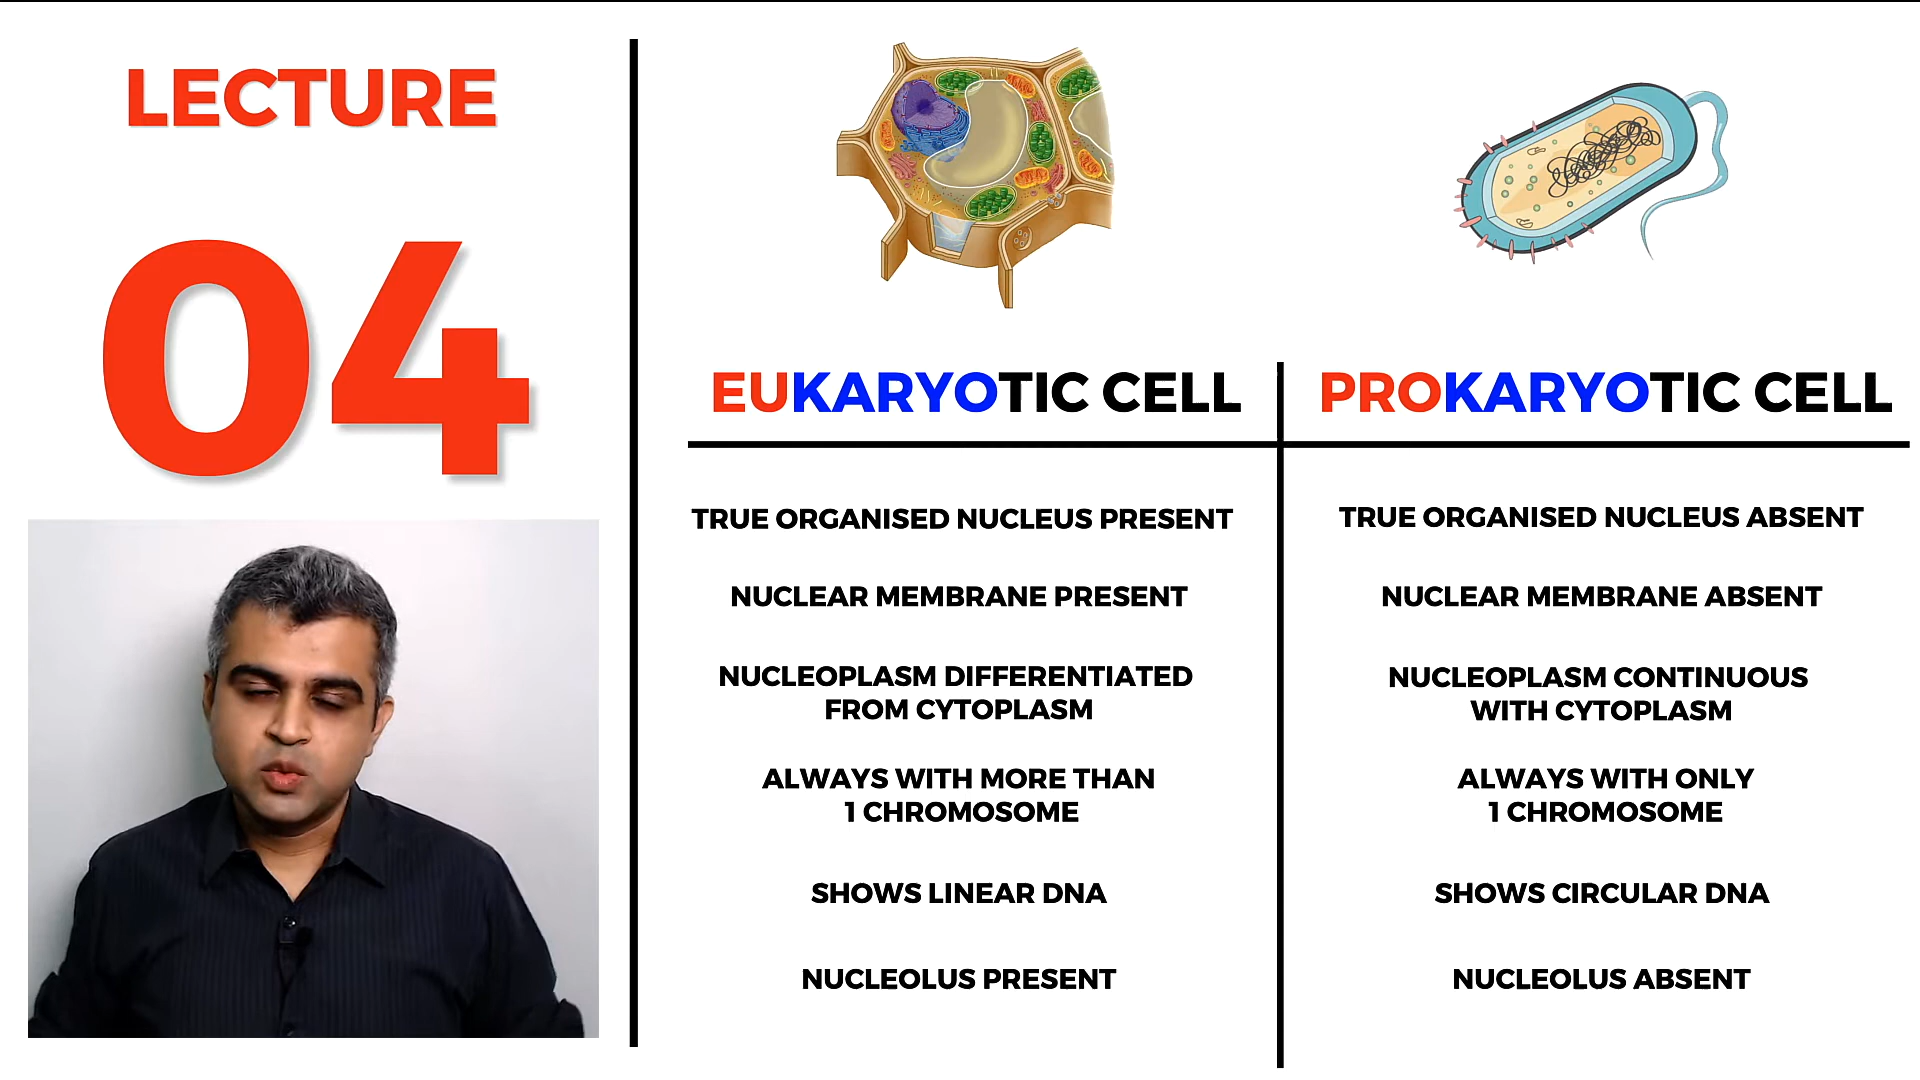 LECTURE
04
EUKARYOTIC CELL
PROKARYOTIC CELL
TRUE ORGANISED NUCLEUS PRESENT
TRUE ORGANISED NUCLEUS ABSENT
NUCLEAR MEMBRANE PRESENT
NUCLEAR MEMBRANE ABSENT
NUCLEOPLASM DIFFERENTIATED
FROM CYTOPLASM
NUCLEOPLASM CONTINUOUS
WITH CYTOPLASM
ALWAYS WITH MORE THAN
1 CHROMOSOME
ALWAYS WITH ONLY
1 CHROMOSOME
SHOWS LINEAR DNA
SHOWS CIRCULAR DNA
NUCLEOLUS PRESENT
NUCLEOLUS ABSENT